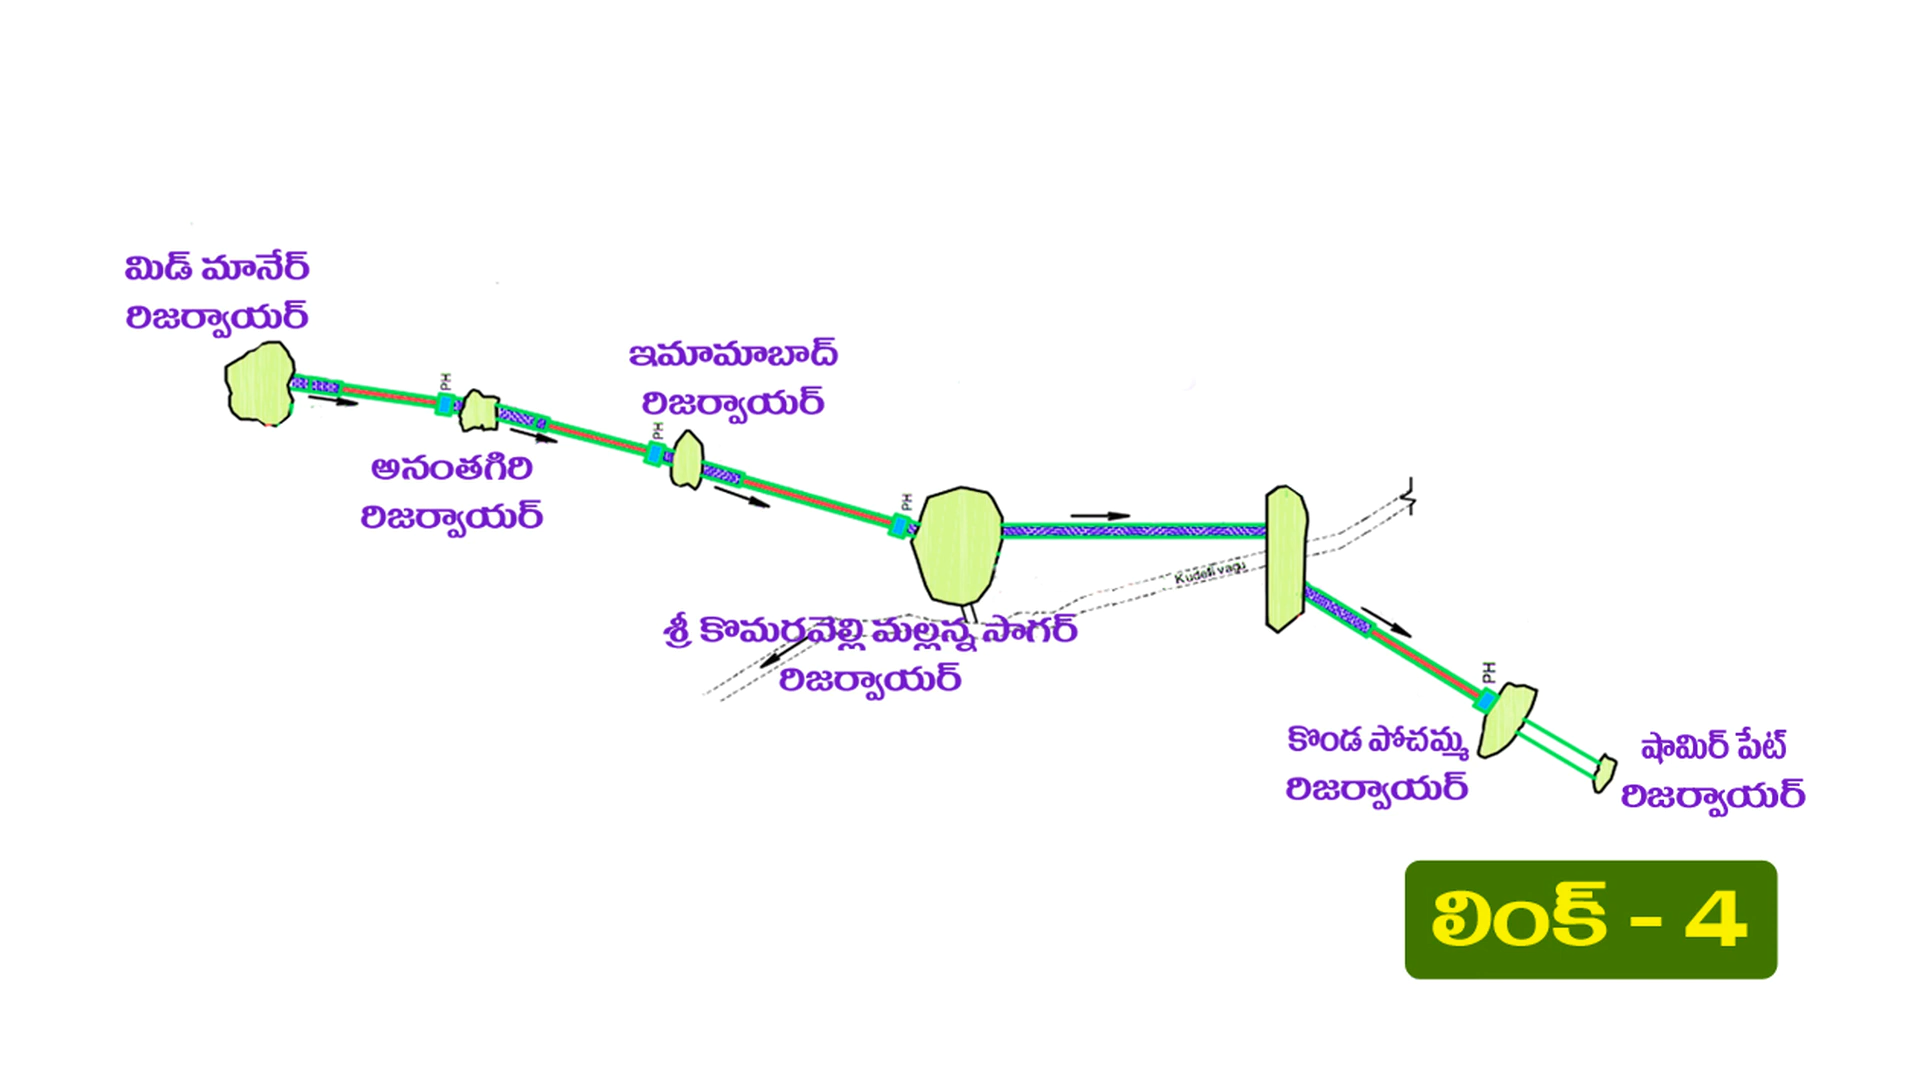 మిడ్ మానేర్
రిజర్వాయర్
ఇమామాబాద్
రిజర్వాయర్
PH
అనంతగిరి
రిజర్వాయర్
PH
PH
Kudelli vagu
శ్రీ కొమరవెల్లి మల్లన్న సాగర్
రిజర్వాయర్
PH
కొండ పోచమ్మ
రిజర్వాయర్
షామిర్ పేట్
రిజర్వాయర్
లింక్ - 4